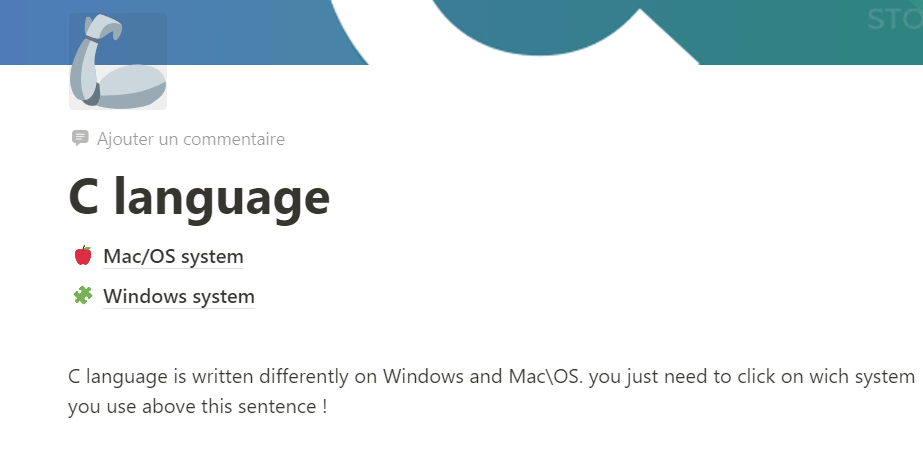 STO
Ajouter un commentaire
C language
Mac/OS system
Windows system
C language is written differently on Windows and Mac\OS. you just need to click on wich system
you use above this sentence !